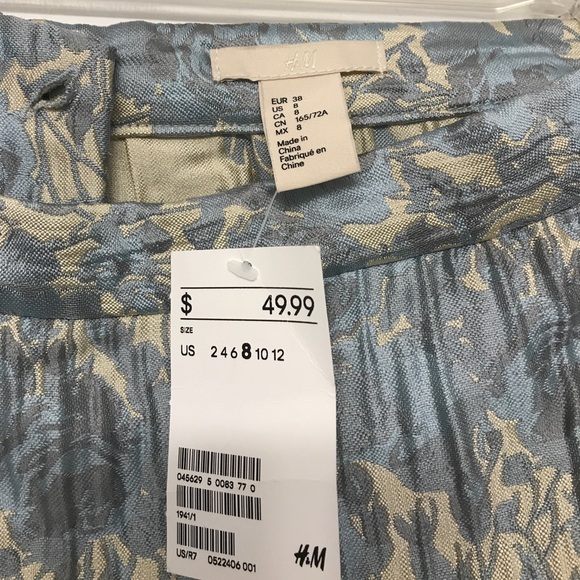 H&M
EUR 38
US 8
CA 8
CN 165/72A
MX 8
Made in
China
Fabriqué en
Chine
$ 49.99
SIZE
US 2 4 6 8 10 12
045629 5 0083 77 0
1941/1
US/R7 0522406 001
H&M